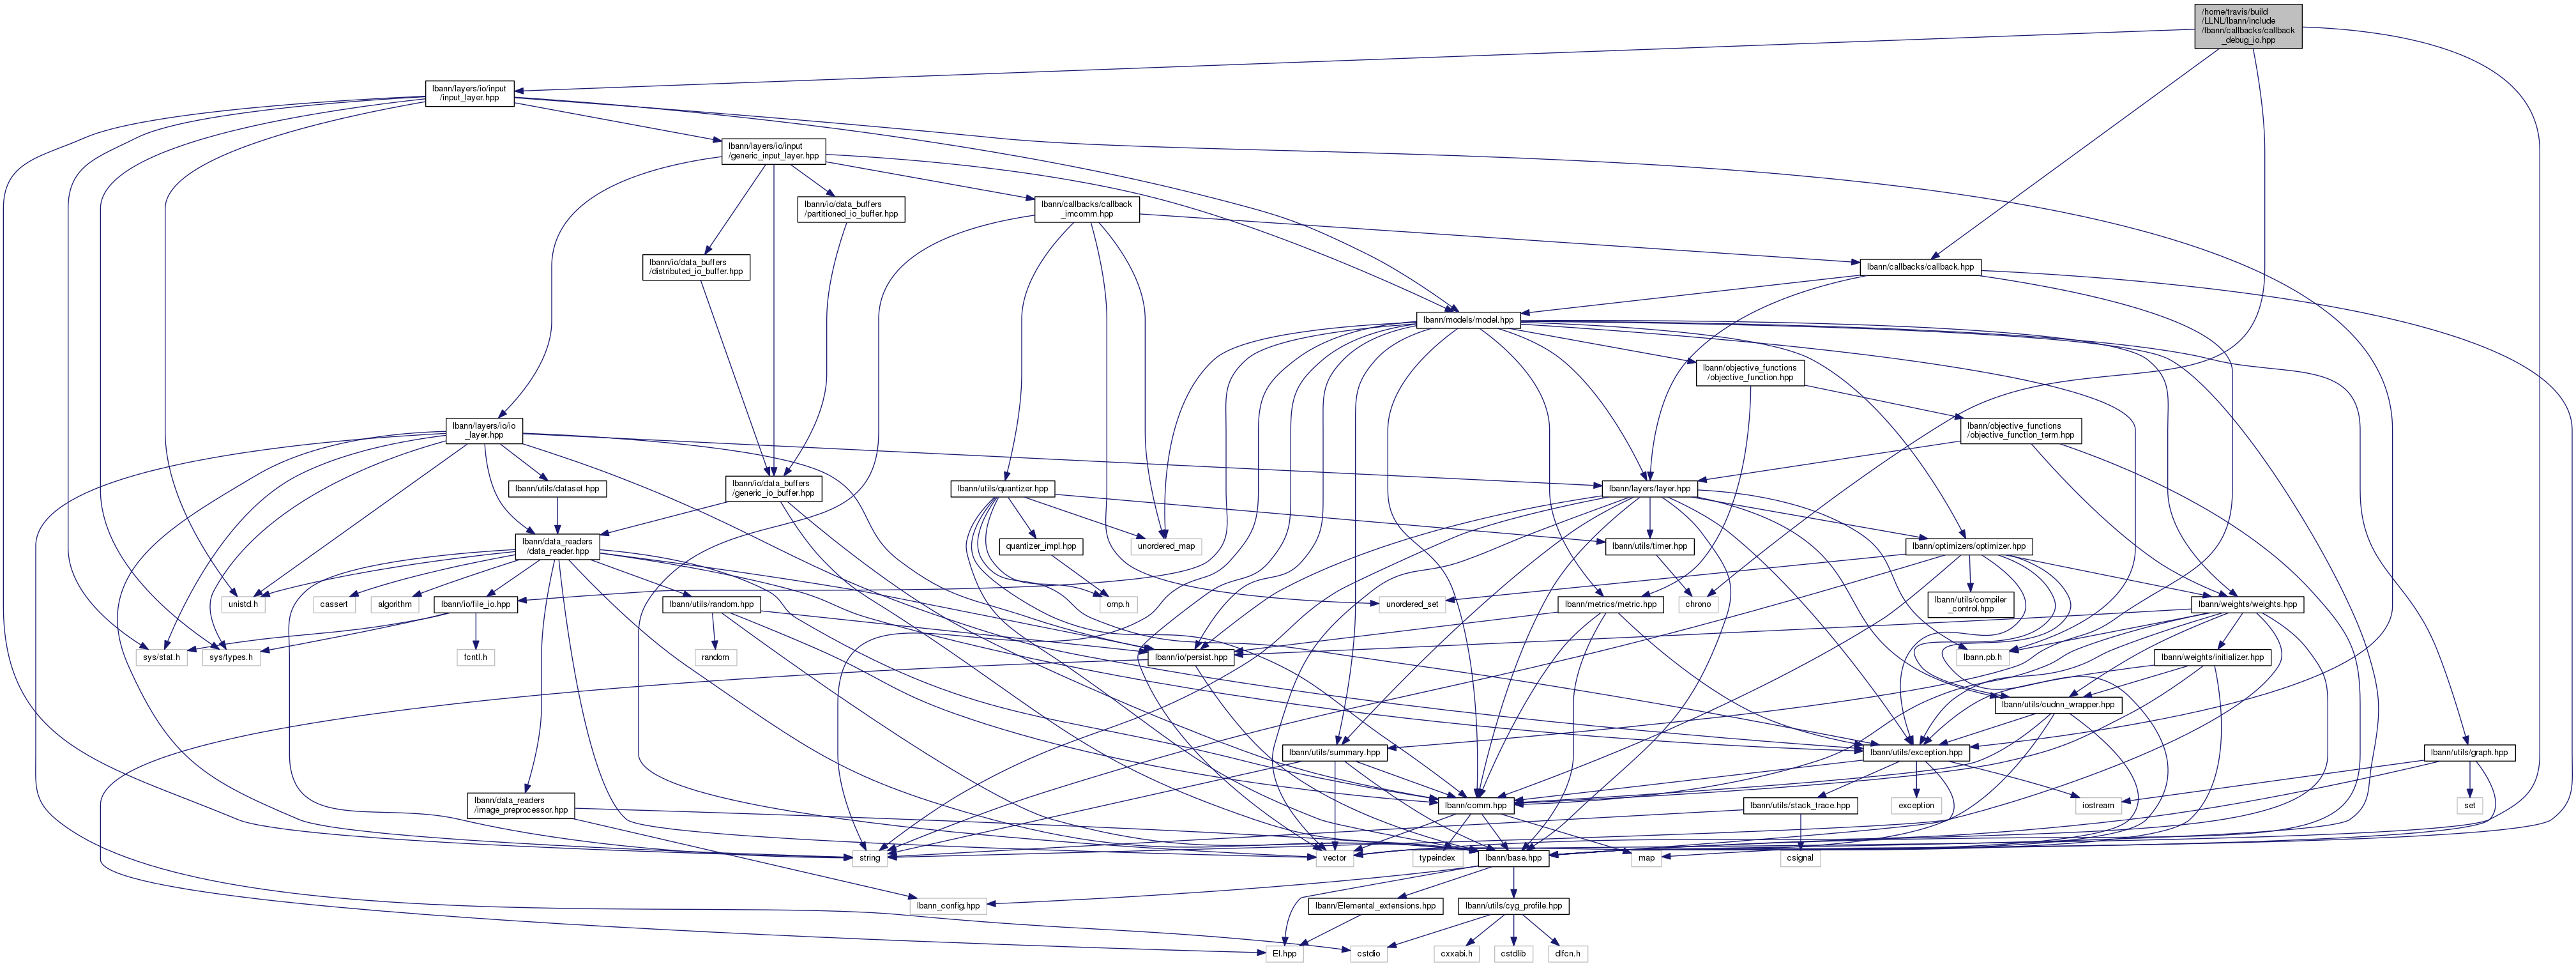 /home/travis/build
/LLNL/lbann/include
/lbann/callbacks/callback
_debug_io.hpp
lbann/layers/io/input
/input_layer.hpp
lbann/layers/io/input
/generic_input_layer.hpp
lbann/io/data_buffers
/partitioned_io_buffer.hpp
lbann/callbacks/callback
_imcomm.hpp
lbann/io/data_buffers
/distributed_io_buffer.hpp
lbann/callbacks/callback.hpp
lbann/models/model.hpp
lbann/objective_functions
/objective_function.hpp
lbann/layers/io/io
_layer.hpp
lbann/objective_functions
/objective_function_term.hpp
lbann/utils/dataset.hpp
lbann/io/data_buffers
/generic_io_buffer.hpp
lbann/utils/quantizer.hpp
lbann/layers/layer.hpp
lbann/data_readers
/data_reader.hpp
quantizer_impl.hpp
unordered_map
lbann/utils/timer.hpp
lbann/optimizers/optimizer.hpp
unistd.h
cassert
algorithm
lbann/io/file_io.hpp
lbann/utils/random.hpp
omp.h
unordered_set
lbann/metrics/metric.hpp
chrono
lbann/utils/compiler
_control.hpp
lbann/weights/weights.hpp
sys/stat.h
sys/types.h
fcntl.h
random
lbann/io/persist.hpp
lbann.pb.h
lbann/weights/initializer.hpp
lbann/utils/cudnn_wrapper.hpp
lbann/utils/summary.hpp
lbann/utils/exception.hpp
lbann/utils/graph.hpp
lbann/data_readers
/image_preprocessor.hpp
lbann/comm.hpp
lbann/utils/stack_trace.hpp
exception
iostream
set
string
vector
typeindex
lbann/base.hpp
map
csignal
lbann_config.hpp
lbann/Elemental_extensions.hpp
lbann/utils/cyg_profile.hpp
El.hpp
cstdio
cxxabi.h
cstdlib
dlfcn.h